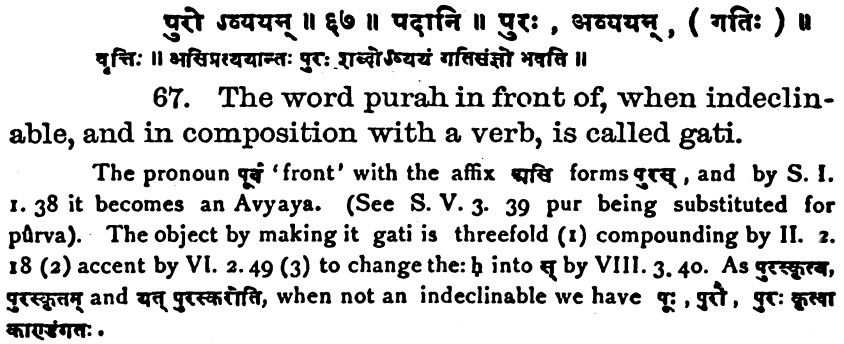 पुरो ऽव्ययम् ॥ ६७ ॥ पदानि ॥ पुरः , अव्ययम् , ( गतिः ) ॥
वृत्तिः ॥ असिप्रत्ययान्तः पुरः शब्दोऽव्ययं गतिसंज्ञो भवति ॥
67. The word purah in front of, when indeclin-
able, and in composition with a verb, is called gati.
The pronoun पूर्व 'front' with the affix असि forms पुरस् , and by S. I.
1. 38 it becomes an Avyaya. (See S. V. 3. 39 pur being substituted for
pûrva). The object by making it gati is threefold (1) compounding by II. 2.
18 (2) accent by VI. 2. 49 (3) to change the: ḥ into स् by VIII. 3. 40. As पुरस्कृत्य,
पुरस्कृतम् and यत् पुरस्करोति, when not an indeclinable we have पूः , पुरौ , पुरः कृत्वा
काण्डंगतः .